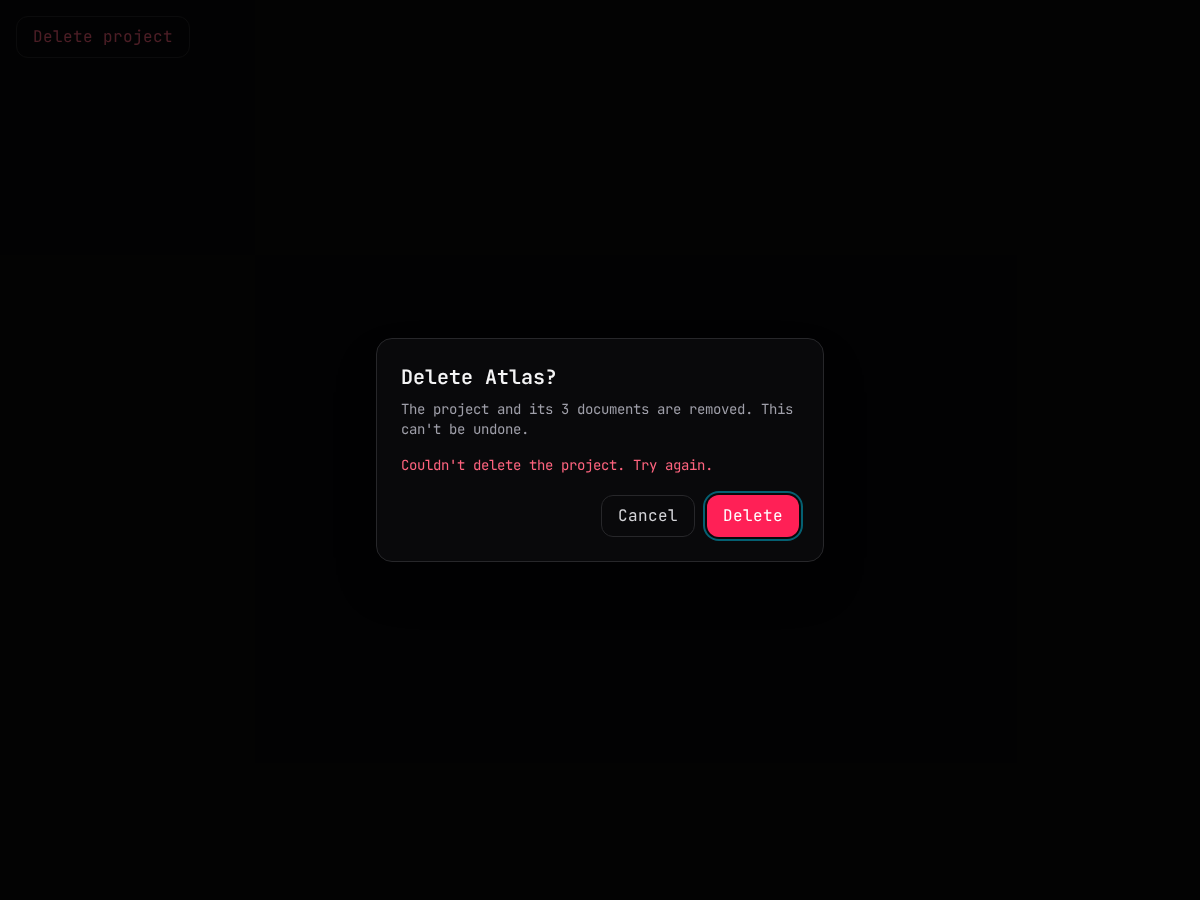 Delete project
Delete Atlas?
The project and its 3 documents are removed. This
can't be undone.
Couldn't delete the project. Try again.
Cancel
Delete